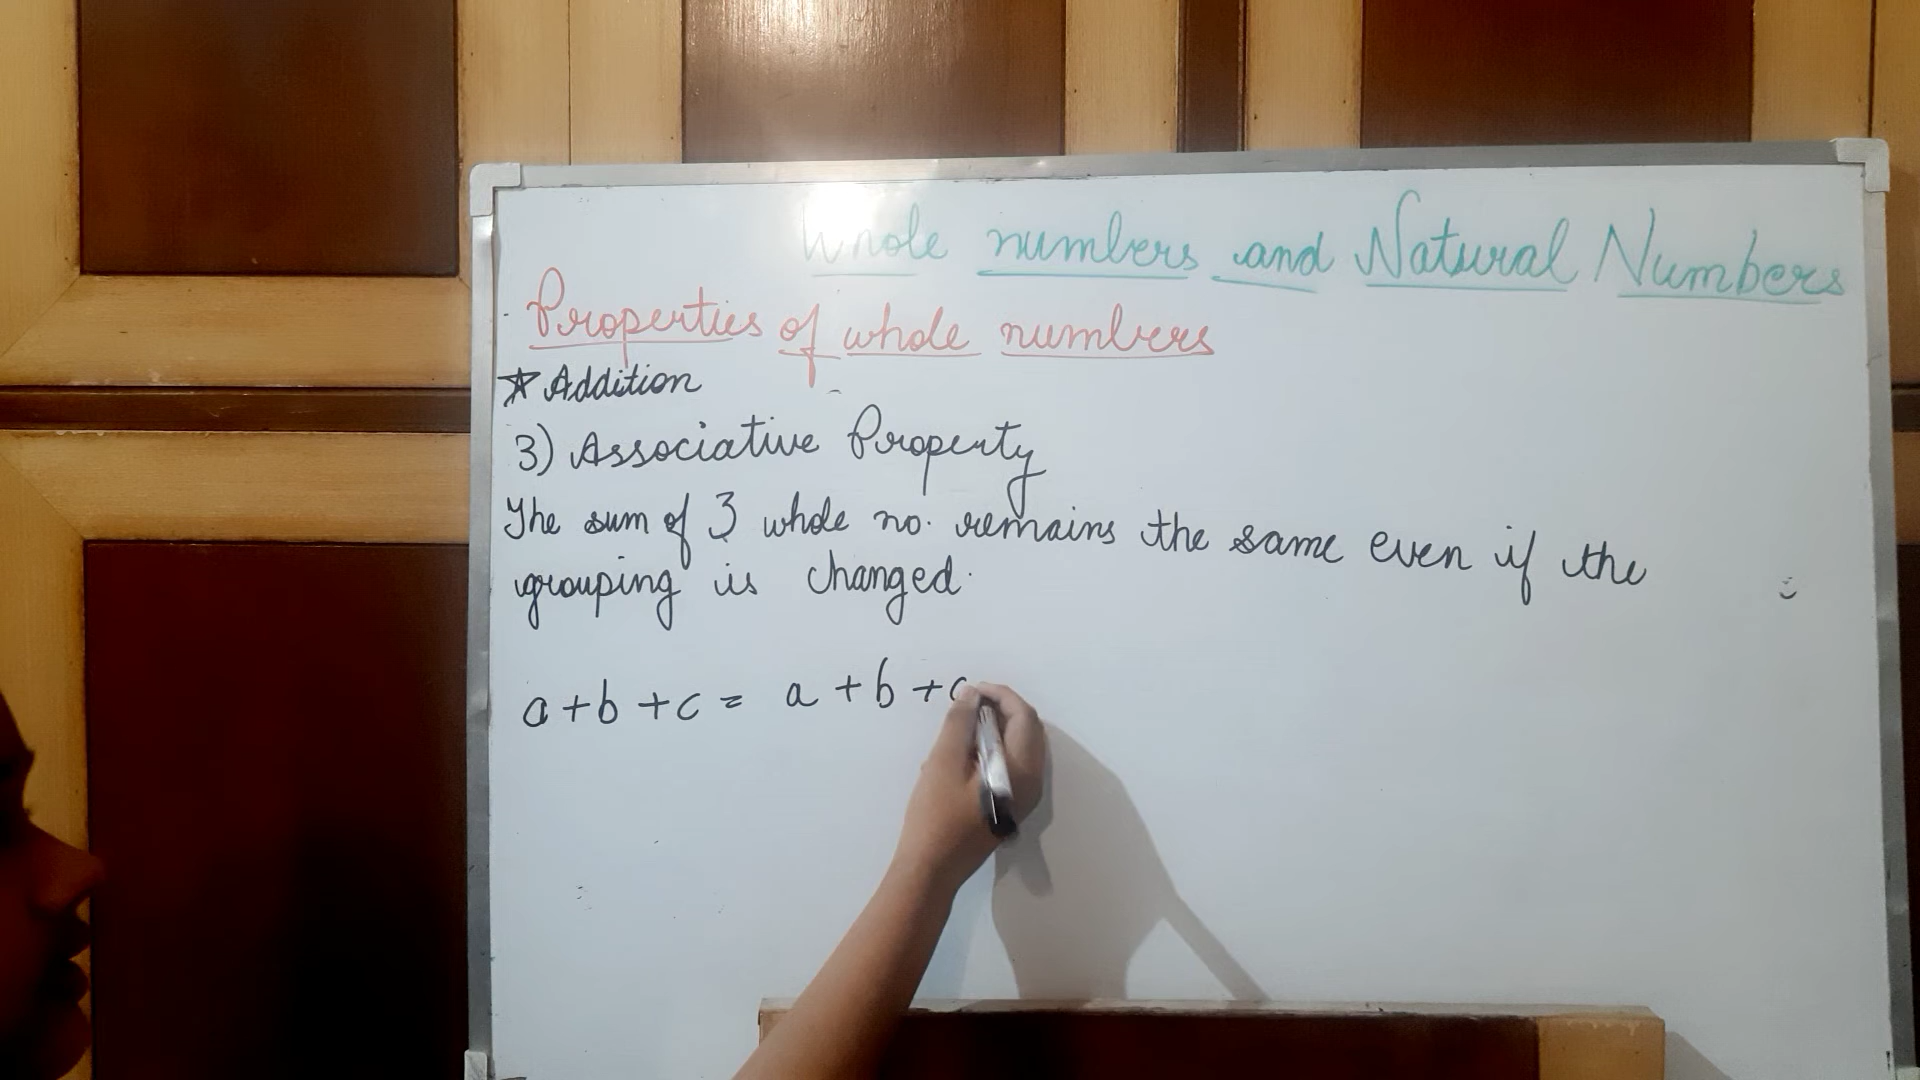 Whole numbers and Natural Numbers
Properties of whole numbers
* Addition
3) Associative Property
The sum of 3 whole no. remains the same even if the
grouping is changed.
a+b+c = a+b+c